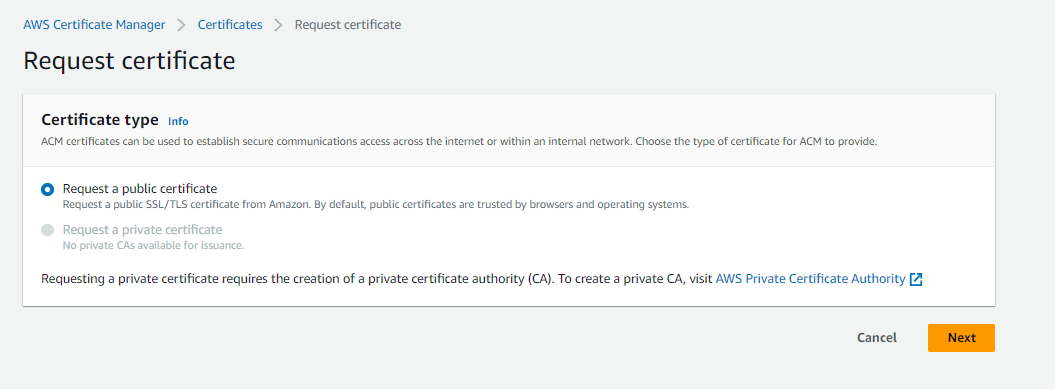 AWS Certificate Manager > Certificates > Request certificate
Request certificate
Certificate type Info
ACM certificates can be used to establish secure communications access across the internet or within an internal network. Choose the type of certificate for ACM to provide.
Request a public certificate
Request a public SSL/TLS certificate from Amazon. By default, public certificates are trusted by browsers and operating systems.
Request a private certificate
No private CAs available for issuance.
Requesting a private certificate requires the creation of a private certificate authority (CA). To create a private CA, visit AWS Private Certificate Authority
Cancel Next